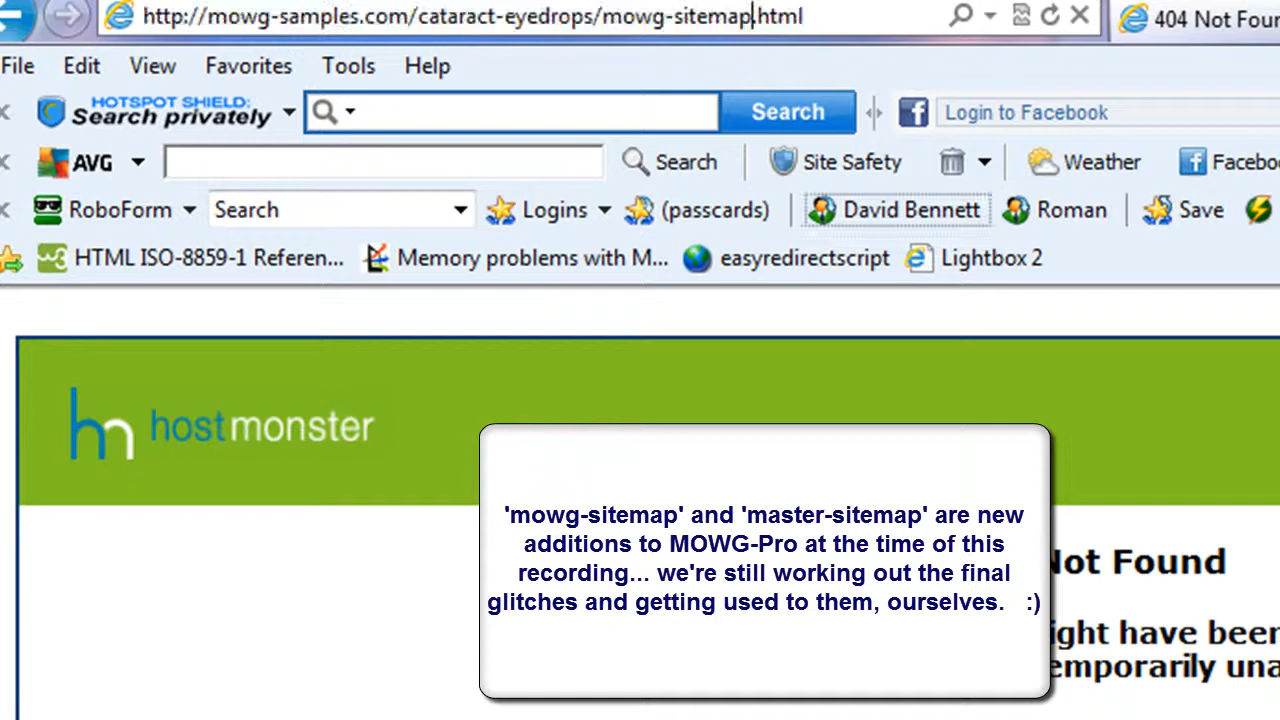 http://mowg-samples.com/cataract-eyedrops/mowg-sitemap.html
404 Not Foun
File Edit View Favorites Tools Help
HOTSPOT SHIELD:
Search privately
Search
Login to Facebook
AVG
Search
Site Safety
Weather
Facebo
RoboForm
Search
Logins
(passcards)
David Bennett
Roman
Save
HTML ISO-8859-1 Referen...
Memory problems with M...
easyredirectscript
Lightbox 2
hm hostmonster
'mowg-sitemap' and 'master-sitemap' are new
additions to MOWG-Pro at the time of this
recording... we're still working out the final
glitches and getting used to them, ourselves. :)
Not Found
ight have been
emporarily una